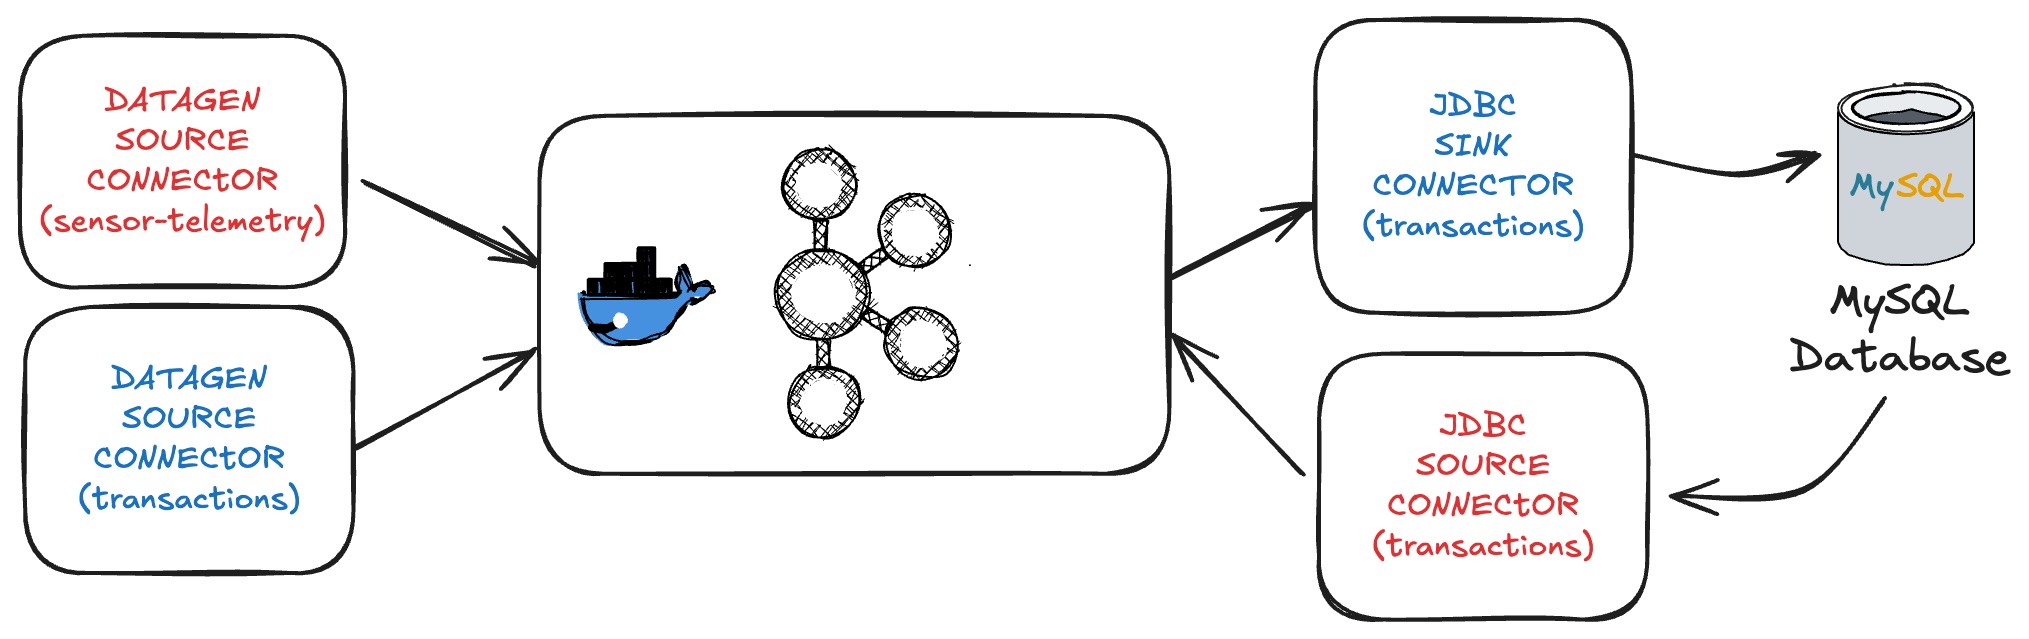 DATAGEN
SOURCE
CONNECtOR
(sensor-telemetry)
DATAGEN
SOURCE
CONNECtOR
(transactions)
JDBC
SINK
CONNECTOR
(transactions)
MySQL
MySQL
Database
JDBC
SOURCE
CONNECtOR
(transactions)